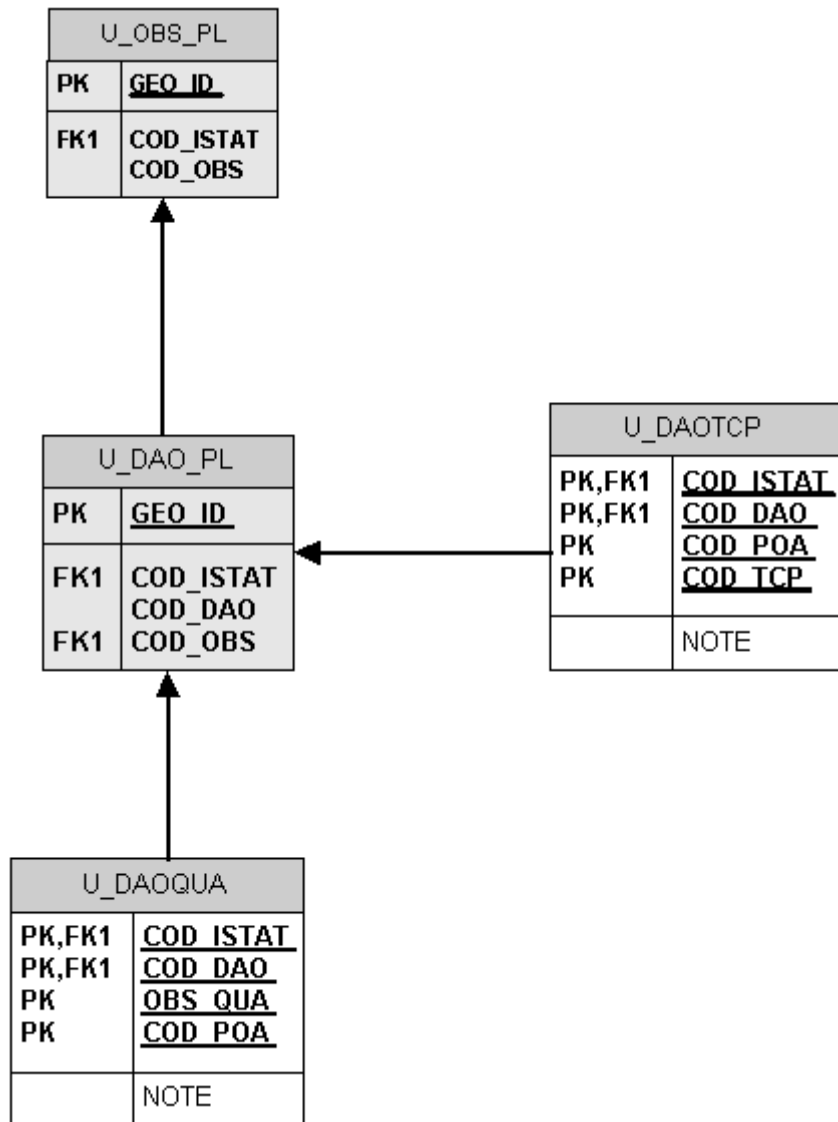 U_OBS_PL
PK GEO_ID
FK1 COD_ISTAT
COD_OBS
U_DAO_PL
PK GEO_ID
FK1 COD_ISTAT
COD_DAO
FK1 COD_OBS
U_DAOTCP
PK,FK1 COD_ISTAT
PK,FK1 COD_DAO
PK COD_POA
PK COD_TCP
NOTE
U_DAOQUA
PK,FK1 COD_ISTAT
PK,FK1 COD_DAO
PK OBS_QUA
PK COD_POA
NOTE